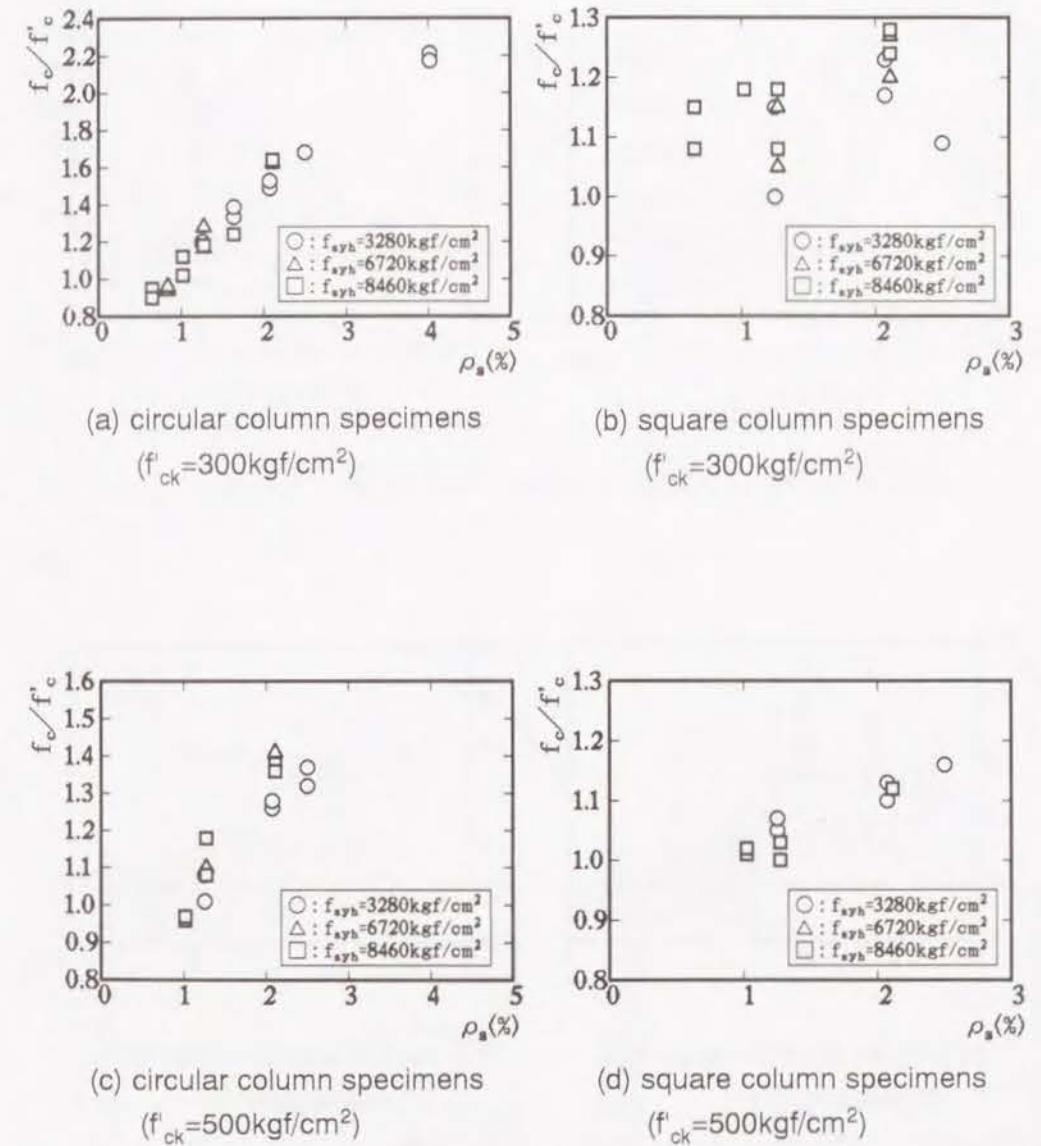 f_c/f'_c
2.4
2.2
2.0
1.8
1.6
1.4
1.2
1.0
0.8
0 1 2 3 4 5
ρ_s(%)
○ : f_syh=3280kgf/cm²
△ : f_syh=6720kgf/cm²
□ : f_syh=8460kgf/cm²
(a) circular column specimens
(f'_ck=300kgf/cm²)
f_c/f'_c
1.3
1.2
1.1
1.0
0.9
0.8
0 1 2 3
ρ_s(%)
○ : f_syh=3280kgf/cm²
△ : f_syh=6720kgf/cm²
□ : f_syh=8460kgf/cm²
(b) square column specimens
(f'_ck=300kgf/cm²)
f_c/f'_c
1.6
1.5
1.4
1.3
1.2
1.1
1.0
0.9
0.8
0 1 2 3 4 5
ρ_s(%)
○ : f_syh=3280kgf/cm²
△ : f_syh=6720kgf/cm²
□ : f_syh=8460kgf/cm²
(c) circular column specimens
(f'_ck=500kgf/cm²)
f_c/f'_c
1.3
1.2
1.1
1.0
0.9
0.8
0 1 2 3
ρ_s(%)
○ : f_syh=3280kgf/cm²
△ : f_syh=6720kgf/cm²
□ : f_syh=8460kgf/cm²
(d) square column specimens
(f'_ck=500kgf/cm²)